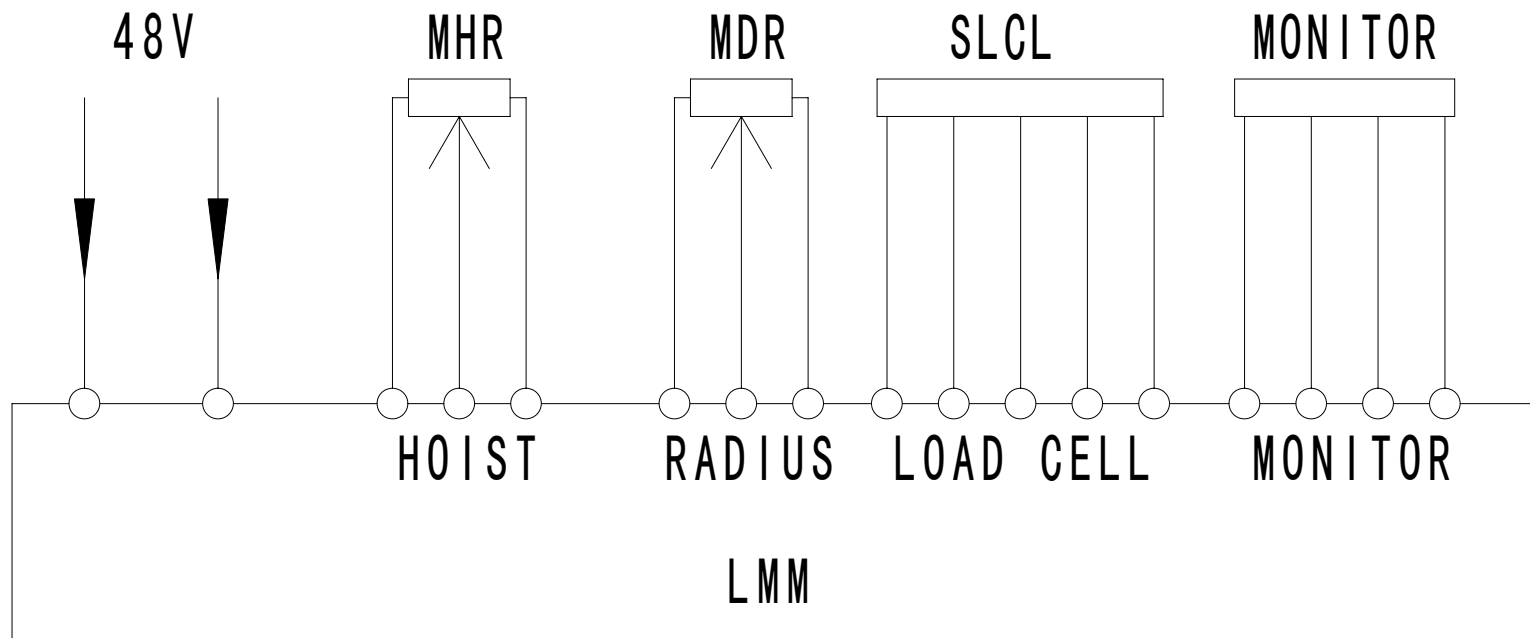 48V MHR MDR SLCL MONITOR
HOIST RADIUS LOAD CELL MONITOR
LMM